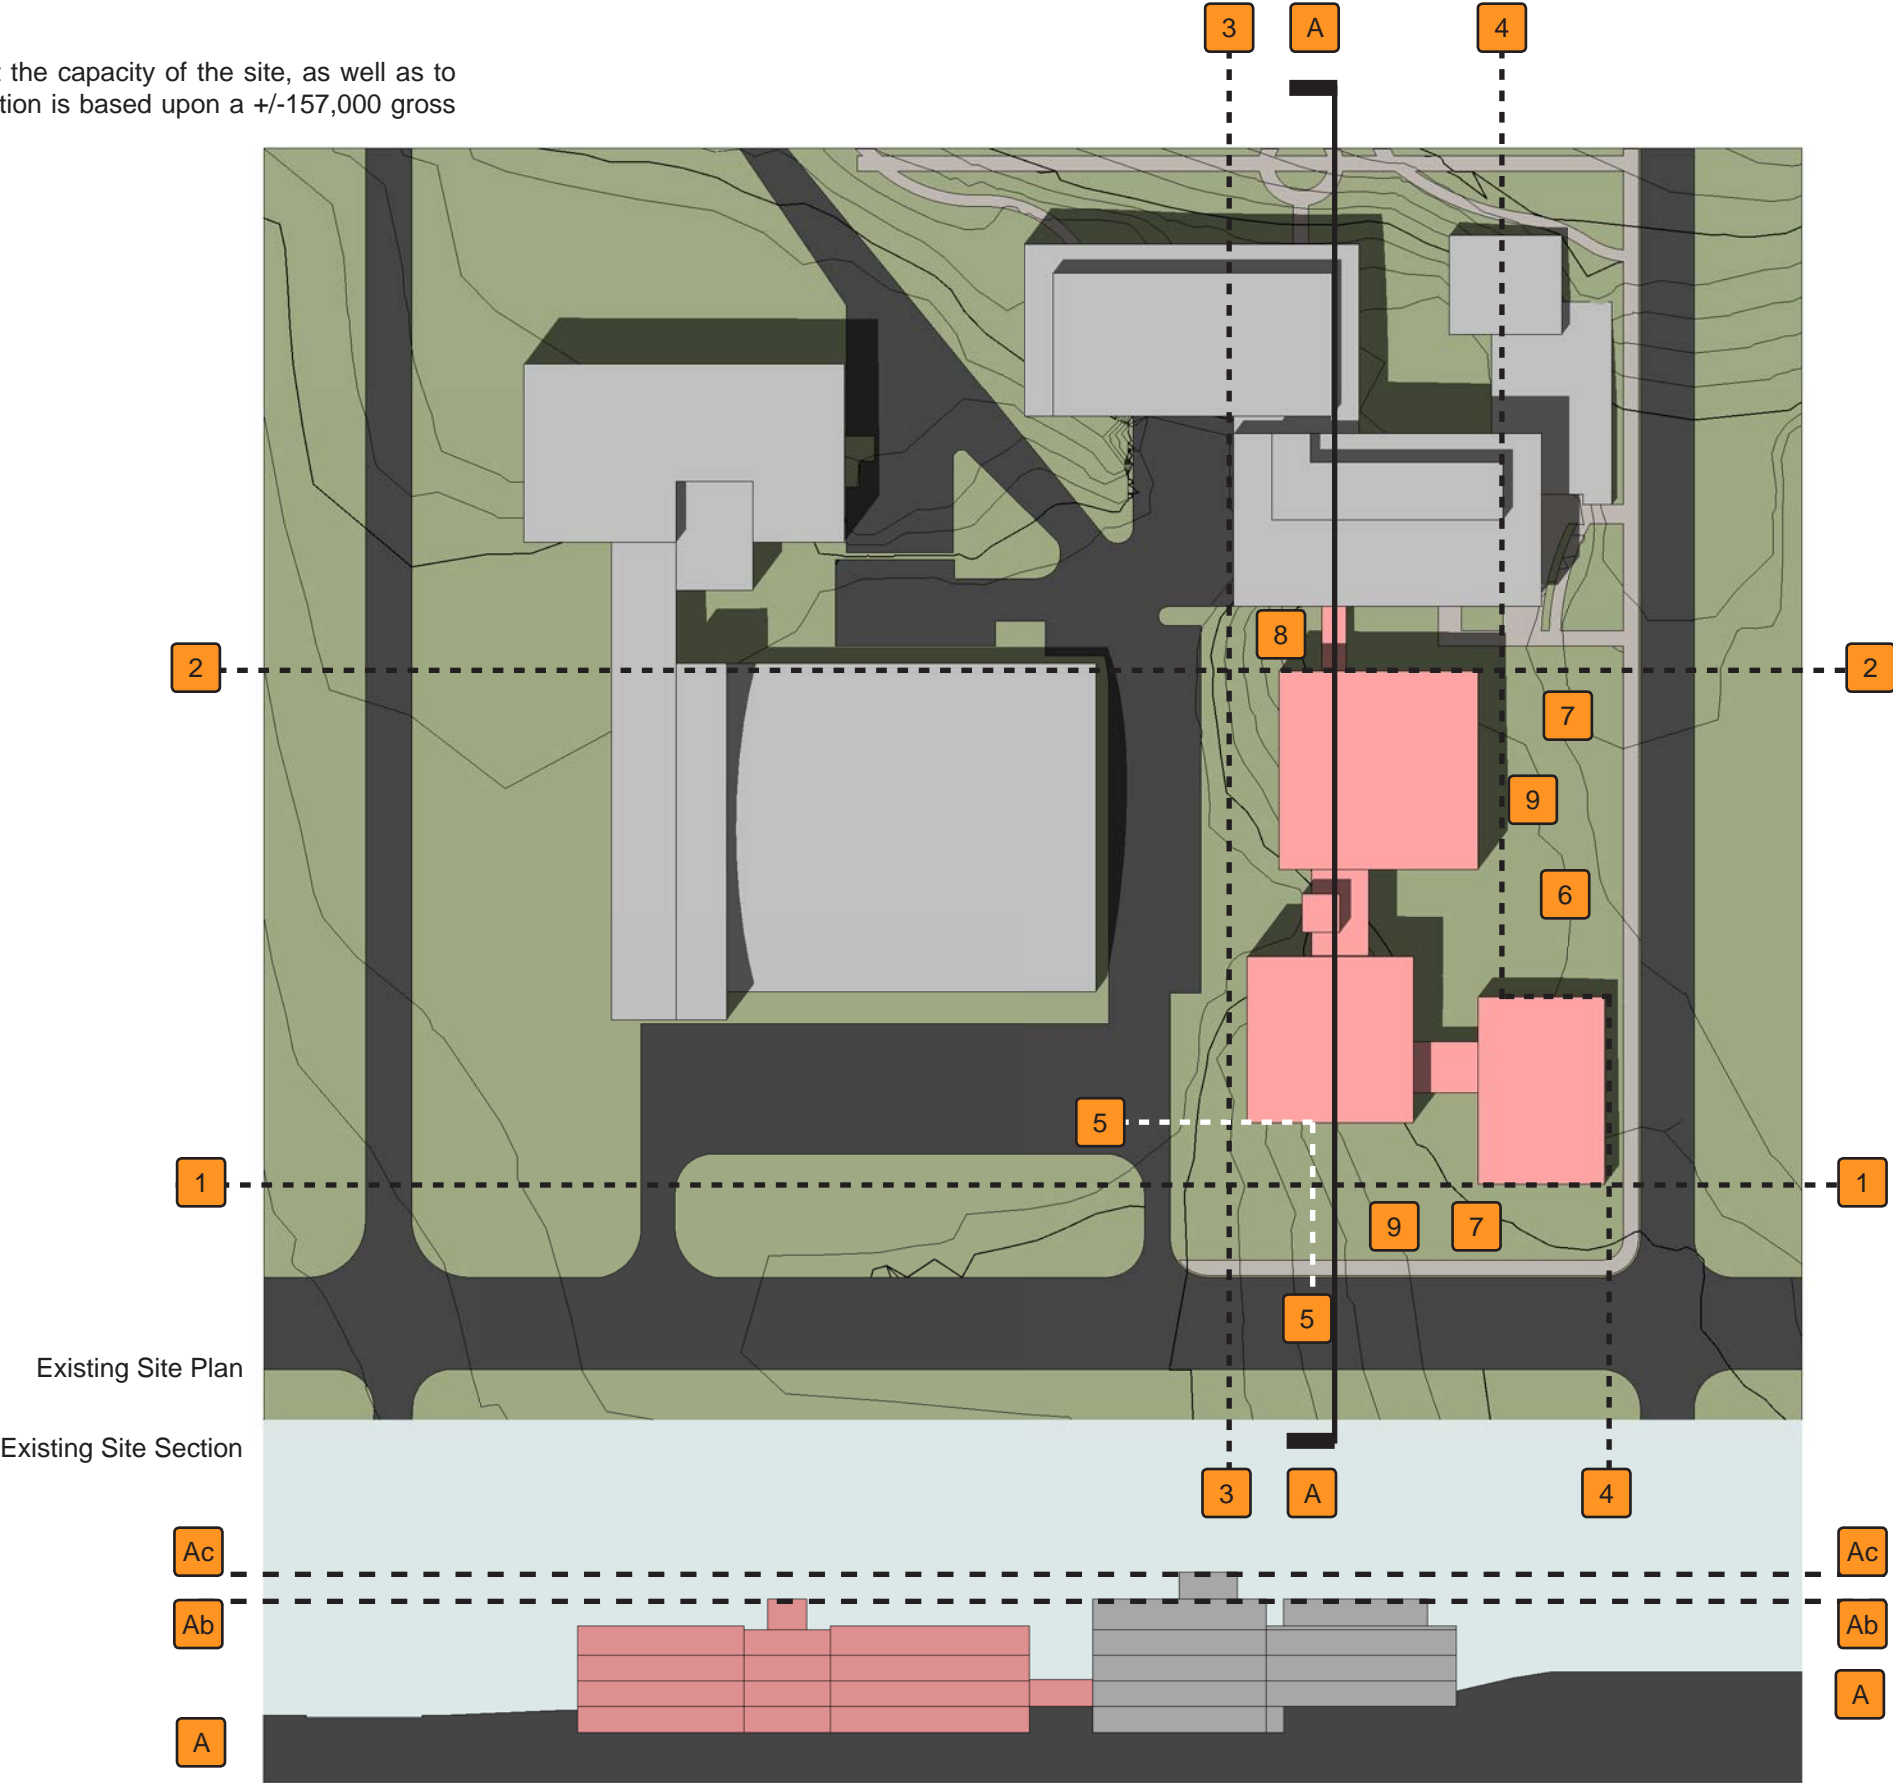 3 A 4
t the capacity of the site, as well as to
tion is based upon a +/-157,000 gross
8
2 2
7
9
6
5
1 1
9 7
5
Existing Site Plan
Existing Site Section
3 A 4
Ac Ac
Ab Ab
A
A